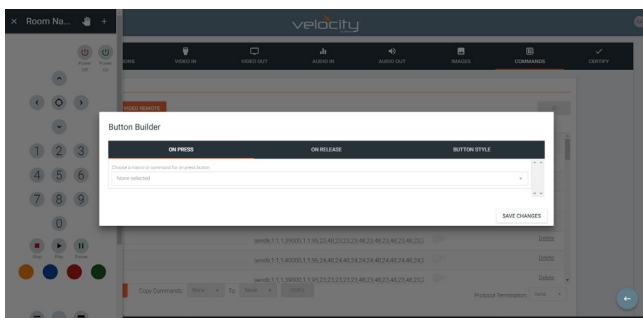 × Room Na... +
velocity
Power Off
Power On
VIDEO IN
VIDEO OUT
AUDIO IN
AUDIO OUT
IMAGES
COMMANDS
CERTIFY
VIDEO REMOTE
Button Builder
ON PRESS
ON RELEASE
BUTTON STYLE
Choose a macro or command for on press button
None selected
SAVE CHANGES
1 2 3
4 5 6
7 8 9
0
Stop Play Pause
Delete
Delete
Delete
Copy Commands: None To: None
Protocol Termination: none